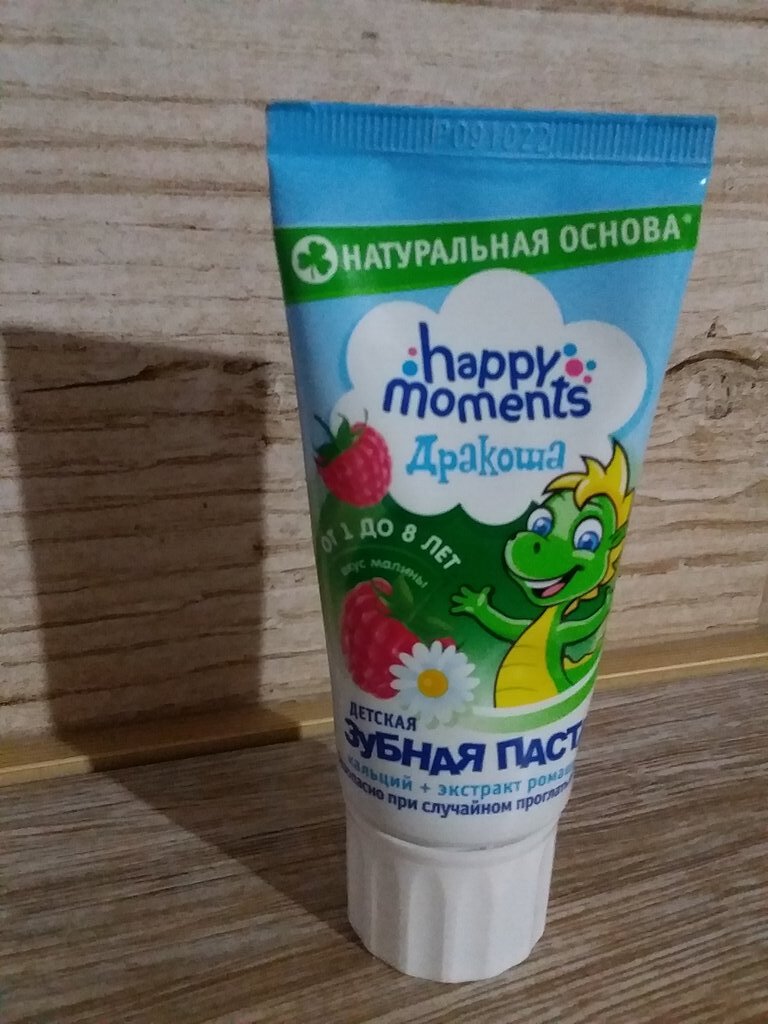 P091022
НАТУРАЛЬНАЯ ОСНОВА*
happy
moments
Дракоша
ОТ 1 ДО 8 ЛЕТ
вкус малины
ДЕТСКАЯ
ЗУБНАЯ ПАСТ
кальций + экстракт ромаш
при случайном